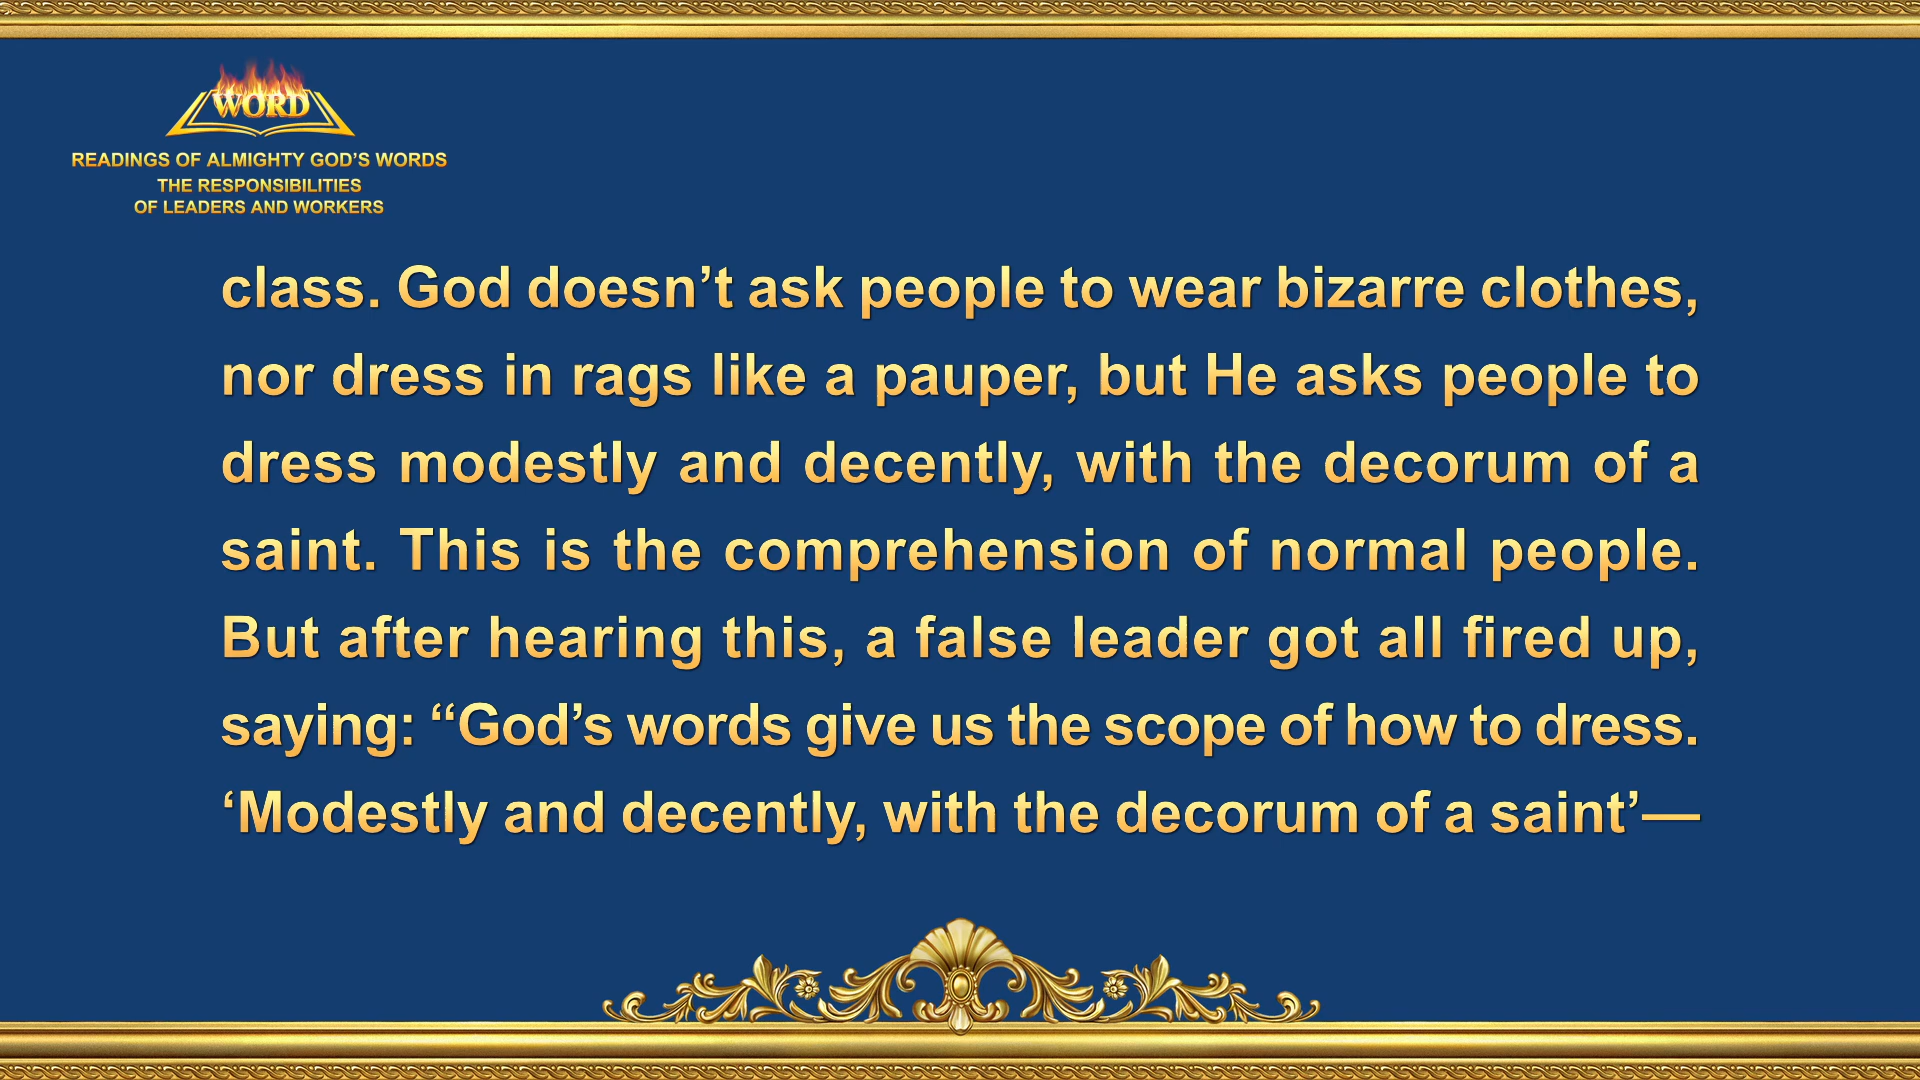 WORD
READINGS OF ALMIGHTY GOD’S WORDS
THE RESPONSIBILITIES
OF LEADERS AND WORKERS
class. God doesn’t ask people to wear bizarre clothes,
nor dress in rags like a pauper, but He asks people to
dress modestly and decently, with the decorum of a
saint. This is the comprehension of normal people.
But after hearing this, a false leader got all fired up,
saying: “God’s words give us the scope of how to dress.
‘Modestly and decently, with the decorum of a saint’—